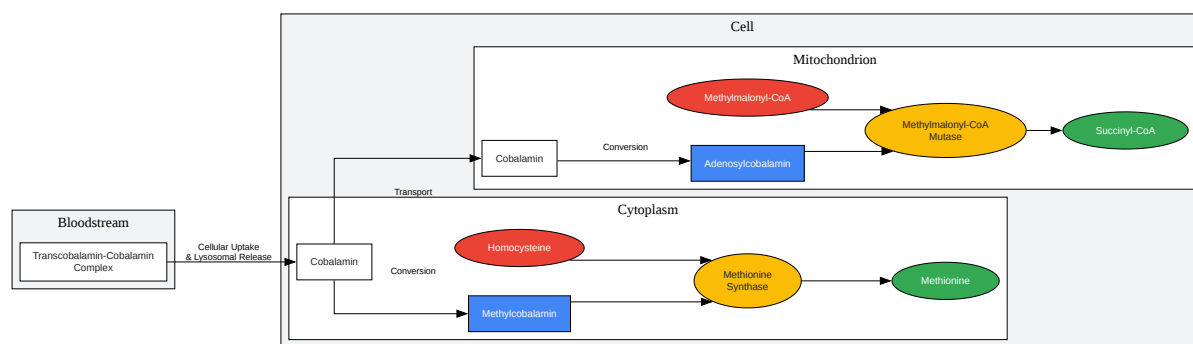 Cell
Mitochondrion
Methylmalonyl-CoA
Methylmalonyl-CoA
Mutase
Succinyl-CoA
Cobalamin
Conversion
Adenosylcobalamin
Transport
Bloodstream
Transcobalamin-Cobalamin
Complex
Cellular Uptake
& Lysosomal Release
Cytoplasm
Cobalamin
Conversion
Homocysteine
Methylcobalamin
Methionine
Synthase
Methionine